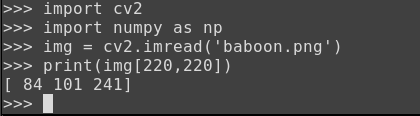 >>> import cv2
>>> import numpy as np
>>> img = cv2.imread('baboon.png')
>>> print(img[220,220])
[ 84 101 241]
>>>